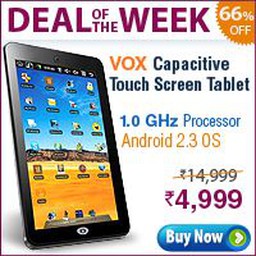 DEAL OF THE WEEK
66% OFF
VOX Capacitive
Touch Screen Tablet
1.0 GHz Processor
Android 2.3 OS
₹14,999
₹4,999
Buy Now